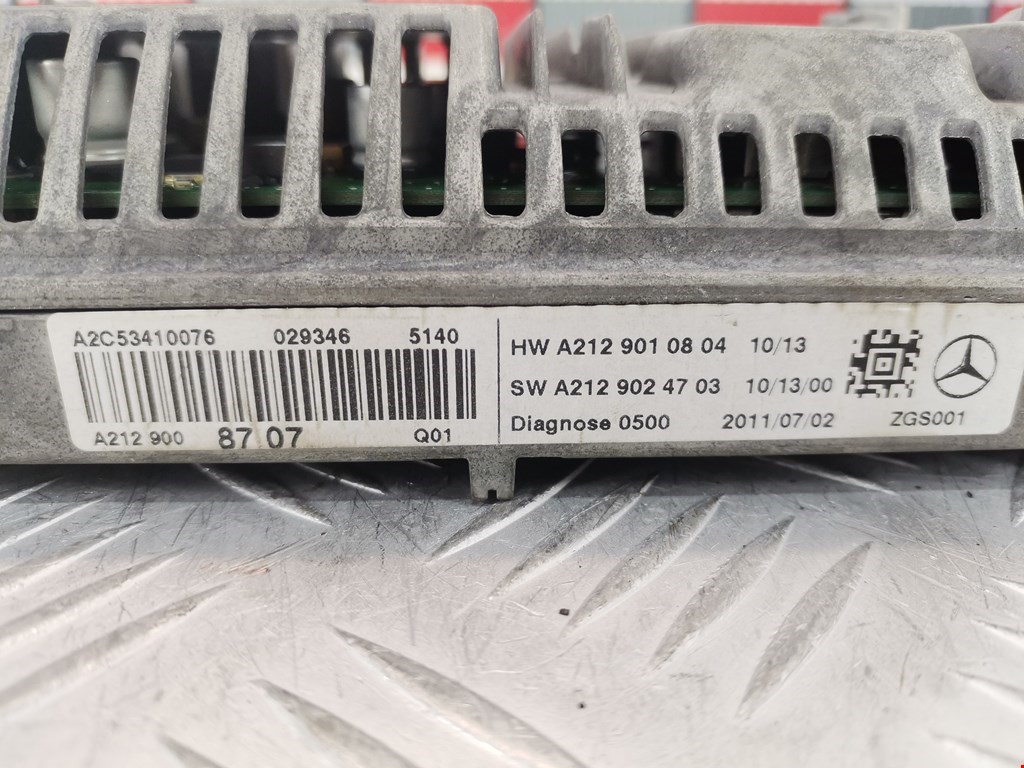 A2C53410076 029346 5140
A212 900 87 07 Q01
HW A212 901 08 04 10/13
SW A212 902 47 03 10/13/00
Diagnose 0500 2011/07/02 ZGS001